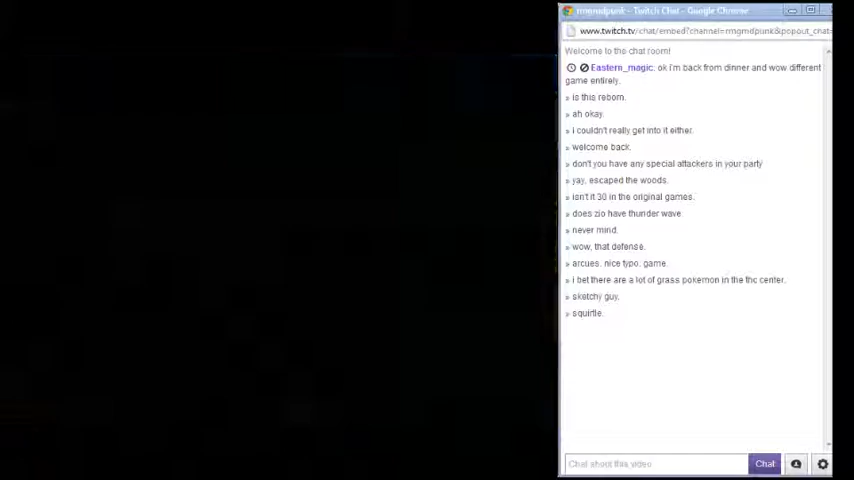 rmgmdpunk - Twitch Chat - Google Chrome
www.twitch.tv/chat/embed?channel=rmgmdpunk&popout_chat=
Welcome to the chat room!
Eastern_magic: ok i'm back from dinner and wow different
game entirely.
» is this reborn.
» ah okay.
» i couldn't really get into it either.
» welcome back.
» don't you have any special attackers in your party
» yay, escaped the woods.
» isn't it 30 in the original games.
» does zio have thunder wave.
» never mind.
» wow, that defense.
» arcues. nice typo. game.
» i bet there are a lot of grass pokemon in the thc center.
» sketchy guy.
» squirtle.
Chat about this video
Chat